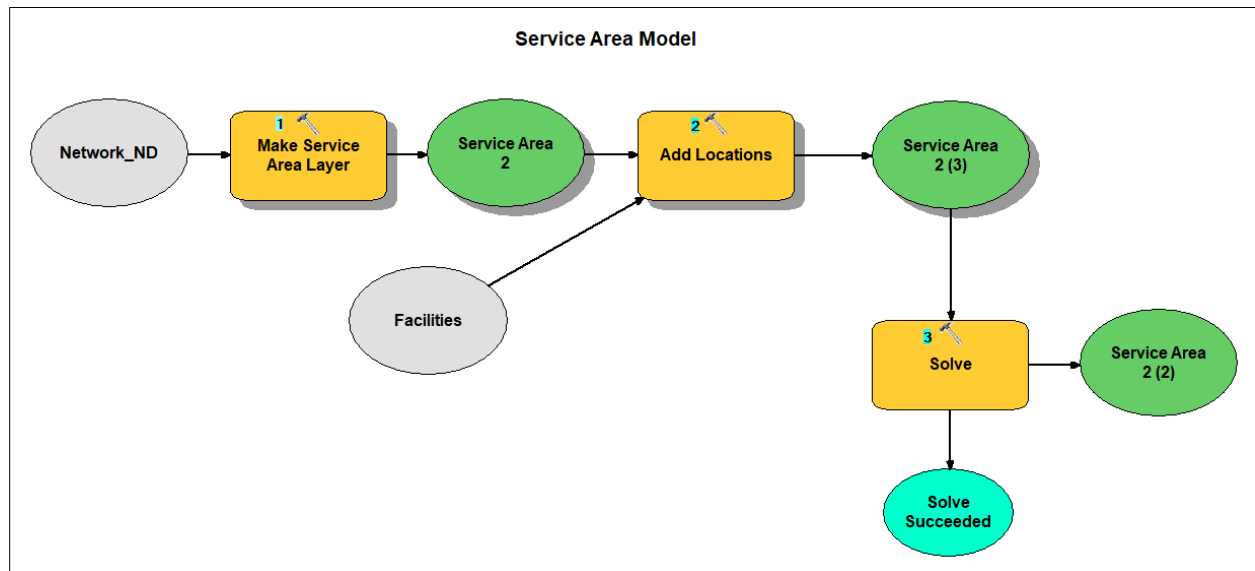 Service Area Model
Network_ND
1
Make Service
Area Layer
Service Area
2
2
Add Locations
Service Area
2 (3)
Facilities
3
Solve
Service Area
2 (2)
Solve
Succeeded